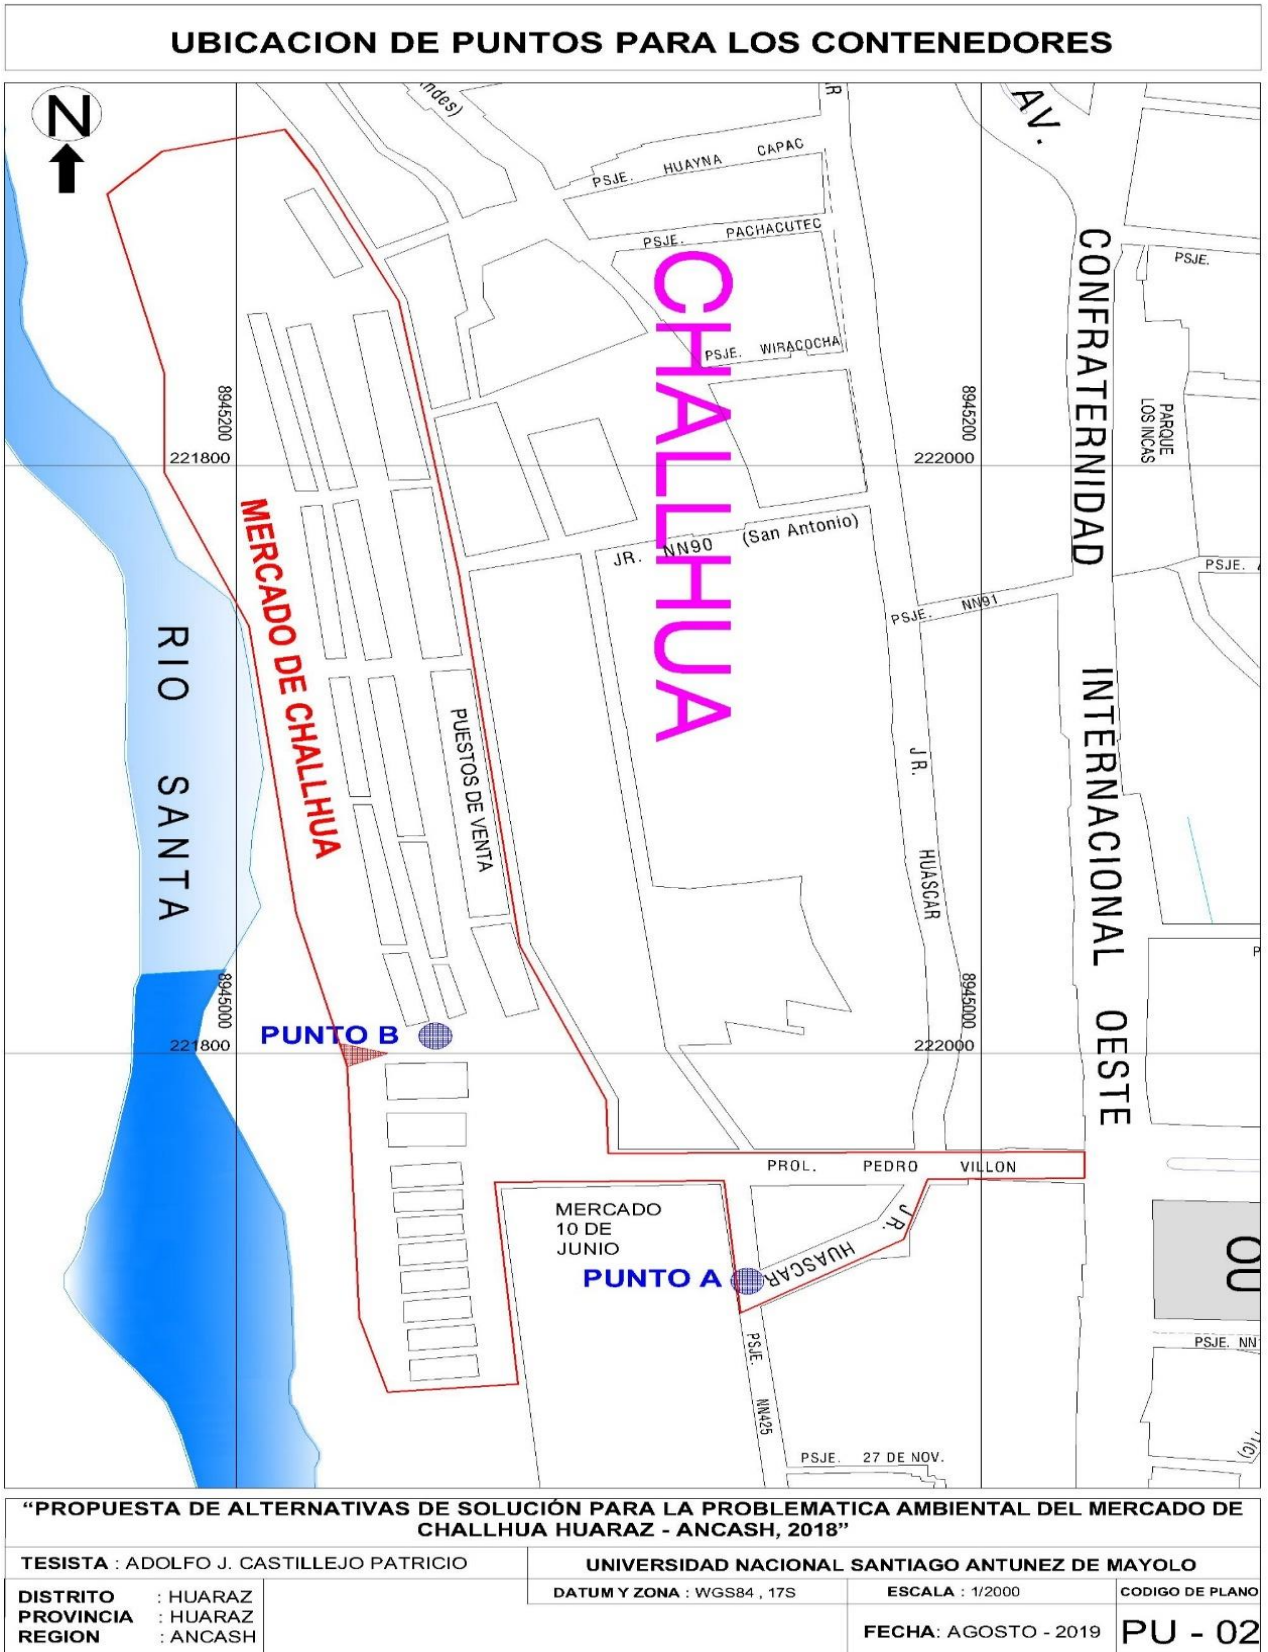 UBICACION DE PUNTOS PARA LOS CONTENEDORES
N
AV.
PSJE. HUAYNA CAPAC
PSJE. PACHACUTEC
PSJE. WIRACOCHA
CHALLHUA
CONFRATERNIDAD INTERNACIONAL OESTE
PSJE.
PARQUE
LOS INCAS
8945200
221800
8945200
222000
MERCADO DE CHALLHUA
JR. NN90 (San Antonio)
PSJE.
PSJE. NN91
RIO SANTA
PUESTOS DE VENTA
JR. HUASCAR
8945000
221800
8945000
222000
PUNTO B
PROL. PEDRO VILLON
MERCADO
10 DE
JUNIO
JR. HUASCAR
PUNTO A
OU
PSJE. NN425
PSJE. NN
PSJE. 27 DE NOV.
“PROPUESTA DE ALTERNATIVAS DE SOLUCIÓN PARA LA PROBLEMATICA AMBIENTAL DEL MERCADO DE
CHALLHUA HUARAZ - ANCASH, 2018”
TESISTA : ADOLFO J. CASTILLEJO PATRICIO
UNIVERSIDAD NACIONAL SANTIAGO ANTUNEZ DE MAYOLO
DISTRITO : HUARAZ
PROVINCIA : HUARAZ
REGION : ANCASH
DATUM Y ZONA : WGS84 , 17S
ESCALA : 1/2000
CODIGO DE PLANO
FECHA: AGOSTO - 2019
PU - 02